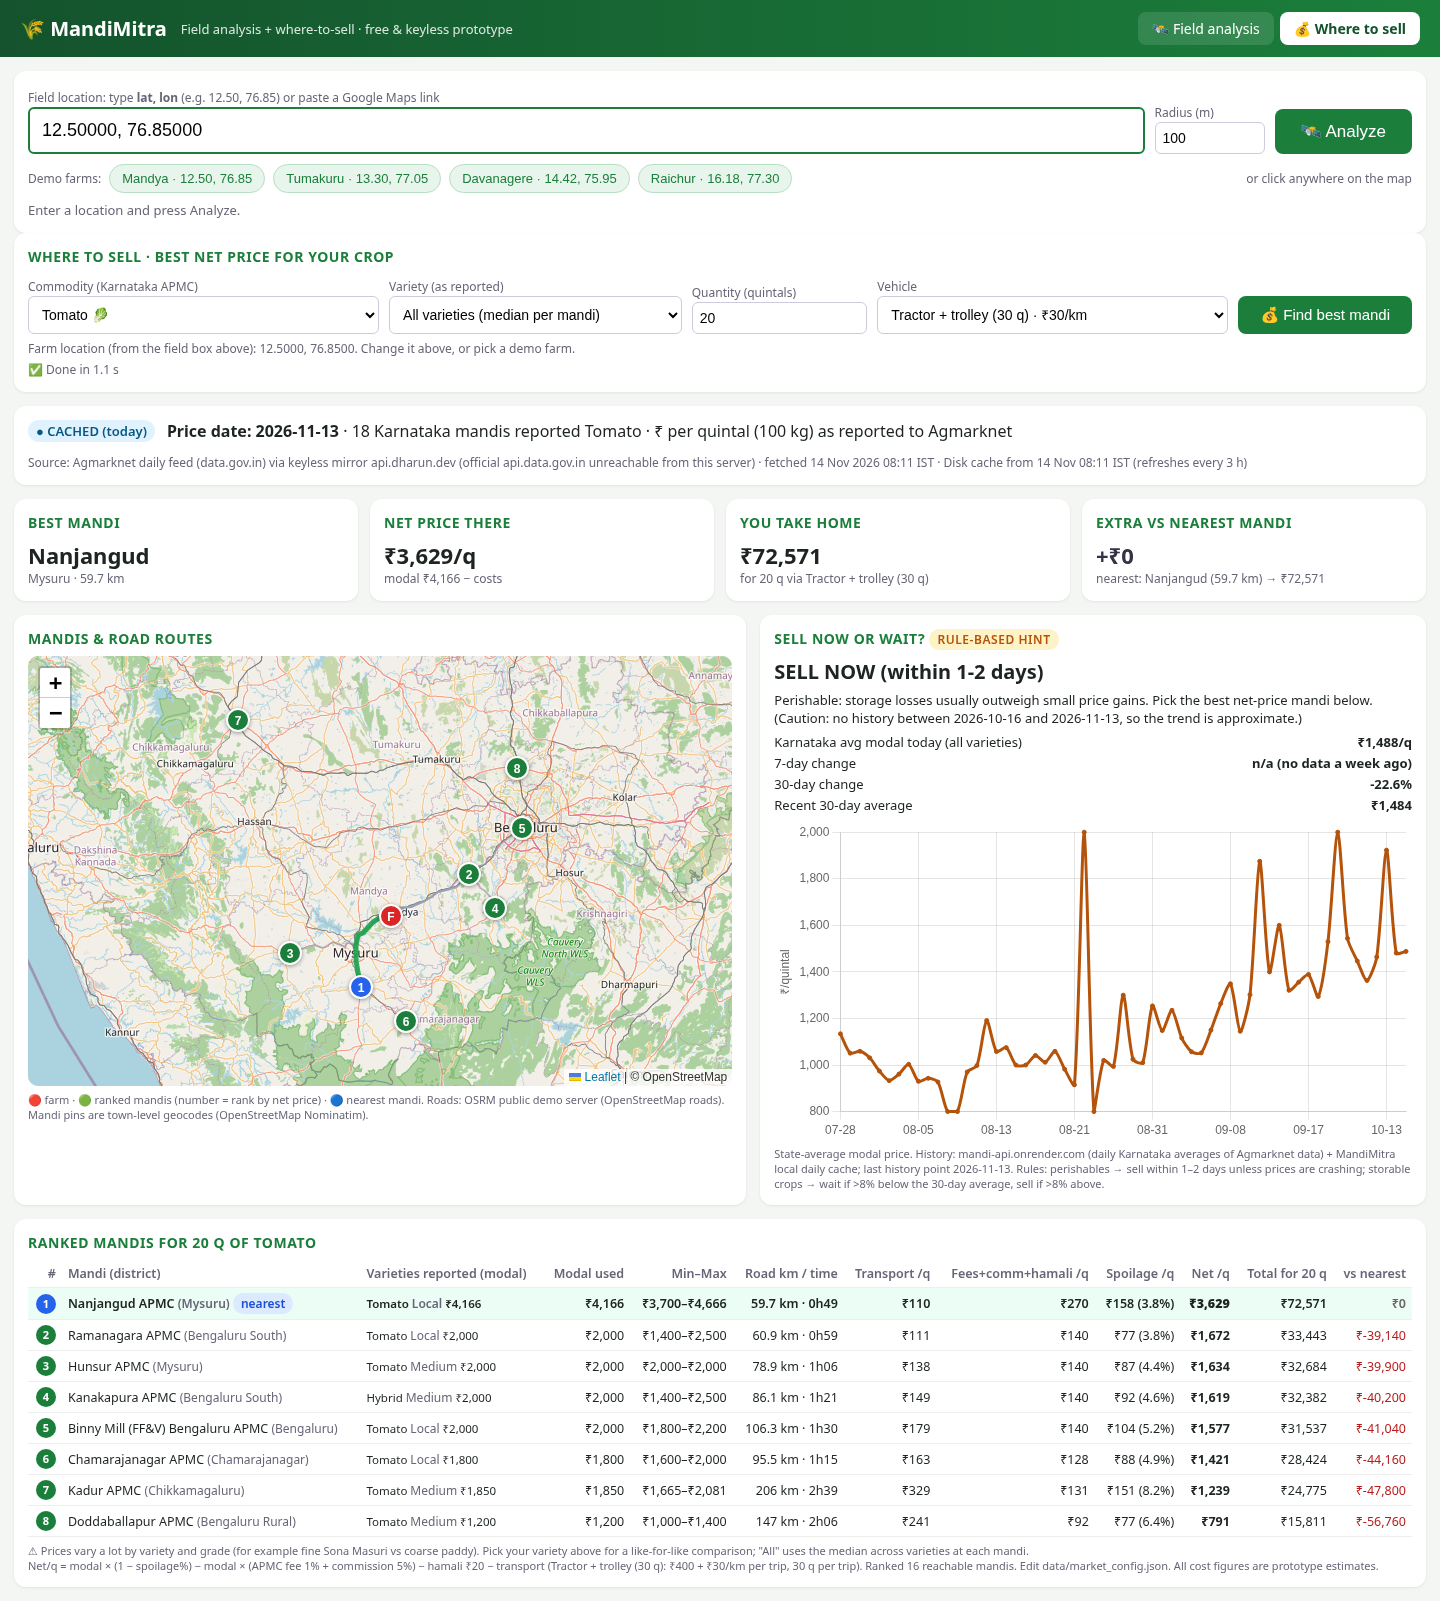 🌾 MandiMitra Field analysis + where-to-sell · free & keyless prototype 🛰️ Field analysis 💰 Where to sell
Field location: type lat, lon (e.g. 12.50, 76.85) or paste a Google Maps link
Radius (m)
12.50000, 76.85000
100
🛰️ Analyze
Demo farms: Mandya · 12.50, 76.85 Tumakuru · 13.30, 77.05 Davanagere · 14.42, 75.95 Raichur · 16.18, 77.30 or click anywhere on the map
Enter a location and press Analyze.
WHERE TO SELL · BEST NET PRICE FOR YOUR CROP
Commodity (Karnataka APMC) Variety (as reported) Quantity (quintals) Vehicle
Tomato 🥬 All varieties (median per mandi) 20 Tractor + trolley (30 q) · ₹30/km 💰 Find best mandi
Farm location (from the field box above): 12.5000, 76.8500. Change it above, or pick a demo farm.
✅ Done in 1.1 s
● CACHED (today) Price date: 2026-11-13 · 18 Karnataka mandis reported Tomato · ₹ per quintal (100 kg) as reported to Agmarknet
Source: Agmarknet daily feed (data.gov.in) via keyless mirror api.dharun.dev (official api.data.gov.in unreachable from this server) · fetched 14 Nov 2026 08:11 IST · Disk cache from 14 Nov 08:11 IST (refreshes every 3 h)
BEST MANDI
Nanjangud
Mysuru · 59.7 km
NET PRICE THERE
₹3,629/q
modal ₹4,166 − costs
YOU TAKE HOME
₹72,571
for 20 q via Tractor + trolley (30 q)
EXTRA VS NEAREST MANDI
+₹0
nearest: Nanjangud (59.7 km) → ₹72,571
MANDIS & ROAD ROUTES
+
−
Annamay
7
Chikkaballapura
Chikkamagaluru
Tumakuru
Chikkamagaluru
Tumakuru
8
Kolar
Hassan
Be luru
5
aluru
Dakshina
Kannada
2
Hosur
Mandya
4
Krishnagiri
F
dya
3
Mysuru
Cauvery
North WLS
Cauvery
WLS
1
Dharmapuri
6
marajanagar
Kannur
Leaflet | © OpenStreetMap
🔴 farm · 🟢 ranked mandis (number = rank by net price) · 🔵 nearest mandi. Roads: OSRM public demo server (OpenStreetMap roads).
Mandi pins are town-level geocodes (OpenStreetMap Nominatim).
SELL NOW OR WAIT? RULE-BASED HINT
SELL NOW (within 1-2 days)
Perishable: storage losses usually outweigh small price gains. Pick the best net-price mandi below.
(Caution: no history between 2026-10-16 and 2026-11-13, so the trend is approximate.)
Karnataka avg modal today (all varieties) ₹1,488/q
7-day change n/a (no data a week ago)
30-day change -22.6%
Recent 30-day average ₹1,484
2,000
1,800
1,600
1,400
1,200
1,000
800
₹/quintal
07-28 08-05 08-13 08-21 08-31 09-08 09-17 10-13
State-average modal price. History: mandi-api.onrender.com (daily Karnataka averages of Agmarknet data) + MandiMitra
local daily cache; last history point 2026-11-13. Rules: perishables → sell within 1–2 days unless prices are crashing; storable
crops → wait if >8% below the 30-day average, sell if >8% above.
RANKED MANDIS FOR 20 Q OF TOMATO
# Mandi (district) Varieties reported (modal) Modal used Min–Max Road km / time Transport /q Fees+comm+hamali /q Spoilage /q Net /q Total for 20 q vs nearest
1 Nanjangud APMC (Mysuru) nearest Tomato Local ₹4,166 ₹4,166 ₹3,700–₹4,666 59.7 km · 0h49 ₹110 ₹270 ₹158 (3.8%) ₹3,629 ₹72,571 ₹0
2 Ramanagara APMC (Bengaluru South) Tomato Local ₹2,000 ₹2,000 ₹1,400–₹2,500 60.9 km · 0h59 ₹111 ₹140 ₹77 (3.8%) ₹1,672 ₹33,443 ₹-39,140
3 Hunsur APMC (Mysuru) Tomato Medium ₹2,000 ₹2,000 ₹2,000–₹2,000 78.9 km · 1h06 ₹138 ₹140 ₹87 (4.4%) ₹1,634 ₹32,684 ₹-39,900
4 Kanakapura APMC (Bengaluru South) Hybrid Medium ₹2,000 ₹2,000 ₹1,400–₹2,500 86.1 km · 1h21 ₹149 ₹140 ₹92 (4.6%) ₹1,619 ₹32,382 ₹-40,200
5 Binny Mill (FF&V) Bengaluru APMC (Bengaluru) Tomato Local ₹2,000 ₹2,000 ₹1,800–₹2,200 106.3 km · 1h30 ₹179 ₹140 ₹104 (5.2%) ₹1,577 ₹31,537 ₹-41,040
6 Chamarajanagar APMC (Chamarajanagar) Tomato Local ₹1,800 ₹1,800 ₹1,600–₹2,000 95.5 km · 1h15 ₹163 ₹128 ₹88 (4.9%) ₹1,421 ₹28,424 ₹-44,160
7 Kadur APMC (Chikkamagaluru) Tomato Medium ₹1,850 ₹1,850 ₹1,665–₹2,081 206 km · 2h39 ₹329 ₹131 ₹151 (8.2%) ₹1,239 ₹24,775 ₹-47,800
8 Doddaballapur APMC (Bengaluru Rural) Tomato Medium ₹1,200 ₹1,200 ₹1,000–₹1,400 147 km · 2h06 ₹241 ₹92 ₹77 (6.4%) ₹791 ₹15,811 ₹-56,760
⚠ Prices vary a lot by variety and grade (for example fine Sona Masuri vs coarse paddy). Pick your variety above for a like-for-like comparison; "All" uses the median across varieties at each mandi.
Net/q = modal × (1 − spoilage%) − modal × (APMC fee 1% + commission 5%) − hamali ₹20 − transport (Tractor + trolley (30 q): ₹400 + ₹30/km per trip, 30 q per trip). Ranked 16 reachable mandis. Edit data/market_config.json. All cost figures are prototype estimates.